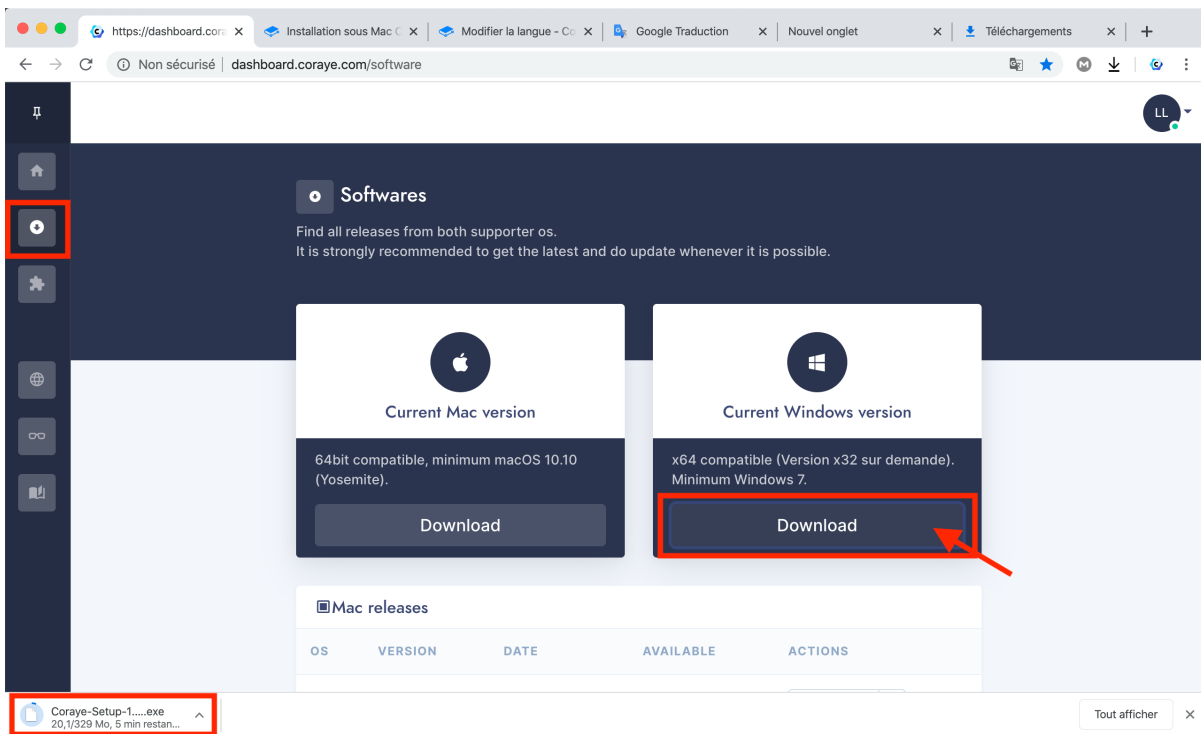 https://dashboard.cora
Installation sous Mac
Modifier la langue - Co
Google Traduction
Nouvel onglet
Téléchargements
Non sécurisé
dashboard.coraye.com/software
LL
Softwares
Find all releases from both supporter os.
It is strongly recommended to get the latest and do update whenever it is possible.
Current Mac version
64bit compatible, minimum macOS 10.10
(Yosemite).
Download
Current Windows version
x64 compatible (Version x32 sur demande).
Minimum Windows 7.
Download
Mac releases
OS VERSION DATE AVAILABLE ACTIONS
Coraye-Setup-1.....exe
20,1/329 Mo, 5 min restan...
Tout afficher